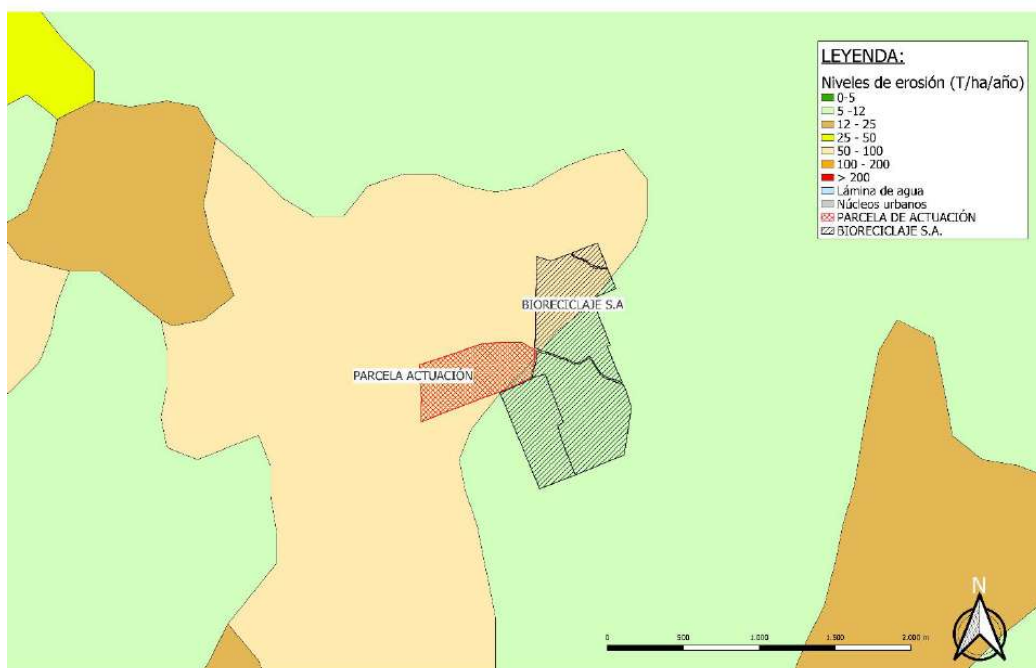 LEYENDA:
Niveles de erosión (T/ha/año)
0-5
5 -12
12 - 25
25 - 50
50 - 100
100 - 200
> 200
Lámina de agua
Núcleos urbanos
PARCELA DE ACTUACIÓN
BIORECICLAJE S.A.
BIORECICLAJE S.A
PARCELA ACTUACIÓN
N
0 500 1.000 1.500 2.000 m